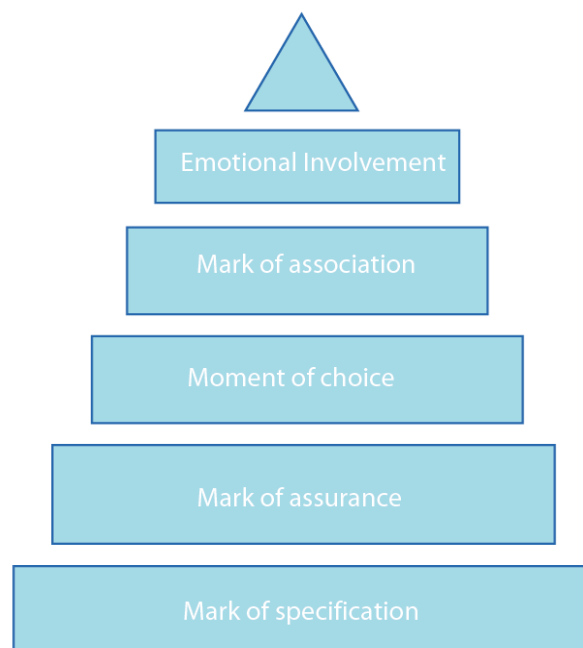 Emotional Involvement
Mark of association
Moment of choice
Mark of assurance
Mark of specification